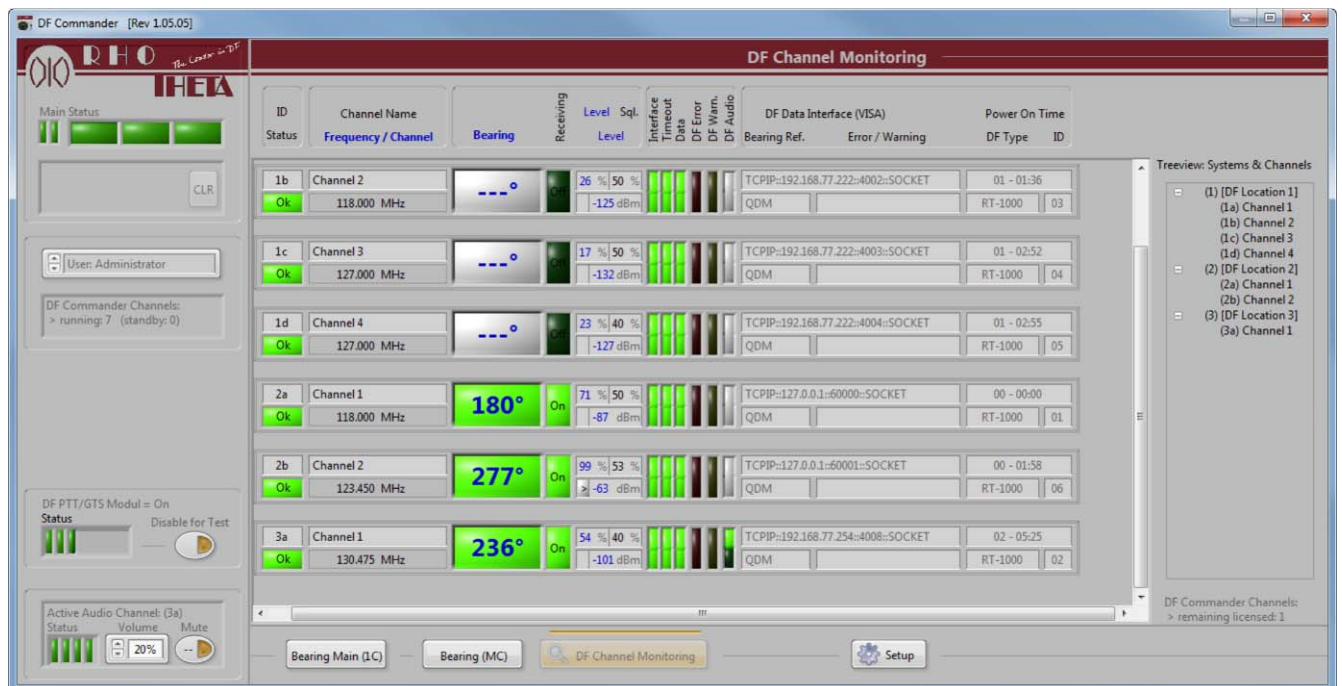 DF Commander [Rev 1.05.05]
RHO The Center in DF
THETA
DF Channel Monitoring
Main Status
CLR
User: Administrator
DF Commander Channels:
> running: 7 (standby: 0)
DF PTT/GTS Modul = On
Status Disable for Test
Active Audio Channel: (3a)
Status Volume Mute
20% --
ID Channel Name Receiving Level Sql. Interface Timeout Data DF Error DF Warn. DF Audio DF Data Interface (VISA) Power On Time
Status Frequency / Channel Bearing Level Bearing Ref. Error / Warning DF Type ID
1b Channel 2 ---° Off 26 % 50 % TCPIP::192.168.77.222::4002::SOCKET 01 - 01:36
Ok 118.000 MHz -125 dBm QDM RT-1000 03
1c Channel 3 ---° Off 17 % 50 % TCPIP::192.168.77.222::4003::SOCKET 01 - 02:52
Ok 127.000 MHz -132 dBm QDM RT-1000 04
1d Channel 4 ---° Off 23 % 40 % TCPIP::192.168.77.222::4004::SOCKET 01 - 02:55
Ok 127.000 MHz -127 dBm QDM RT-1000 05
2a Channel 1 180° On 71 % 50 % TCPIP::127.0.0.1::60000::SOCKET 00 - 00:00
Ok 118.000 MHz -87 dBm QDM RT-1000 01
2b Channel 2 277° On 99 % 53 % TCPIP::127.0.0.1::60001::SOCKET 00 - 01:58
Ok 123.450 MHz > -63 dBm QDM RT-1000 06
3a Channel 1 236° On 54 % 40 % TCPIP::192.168.77.254::4008::SOCKET 02 - 05:25
Ok 130.475 MHz -101 dBm QDM RT-1000 02
Treeview: Systems & Channels
(1) [DF Location 1]
(1a) Channel 1
(1b) Channel 2
(1c) Channel 3
(1d) Channel 4
(2) [DF Location 2]
(2a) Channel 1
(2b) Channel 2
(3) [DF Location 3]
(3a) Channel 1
DF Commander Channels:
> remaining licensed: 1
Bearing Main (1C) Bearing (MC) DF Channel Monitoring Setup